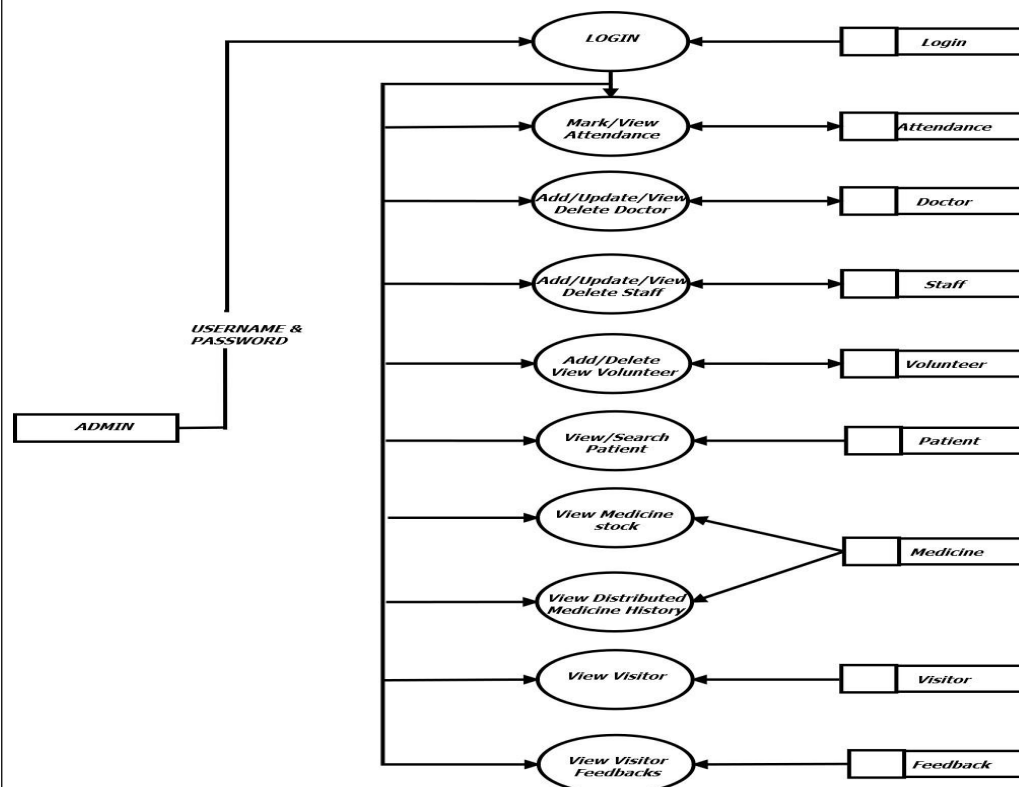 LOGIN
Login
Mark/View
Attendance
Attendance
Add/Update/View
Delete Doctor
Doctor
Add/Update/View
Delete Staff
Staff
USERNAME &
PASSWORD
Add/Delete
View Volunteer
Volunteer
ADMIN
View/Search
Patient
Patient
View Medicine
stock
Medicine
View Distributed
Medicine History
View Visitor
Visitor
View Visitor
Feedbacks
Feedback